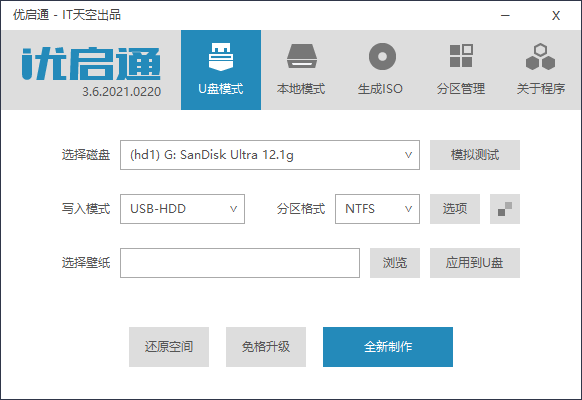 优启通 - IT天空出品
优启通
3.6.2021.0220
U盘模式
本地模式
生成ISO
分区管理
关于程序
选择磁盘
(hd1) G: SanDisk Ultra 12.1g
模拟测试
写入模式
USB-HDD
分区格式
NTFS
选项
选择壁纸
浏览
应用到U盘
还原空间
免格升级
全新制作